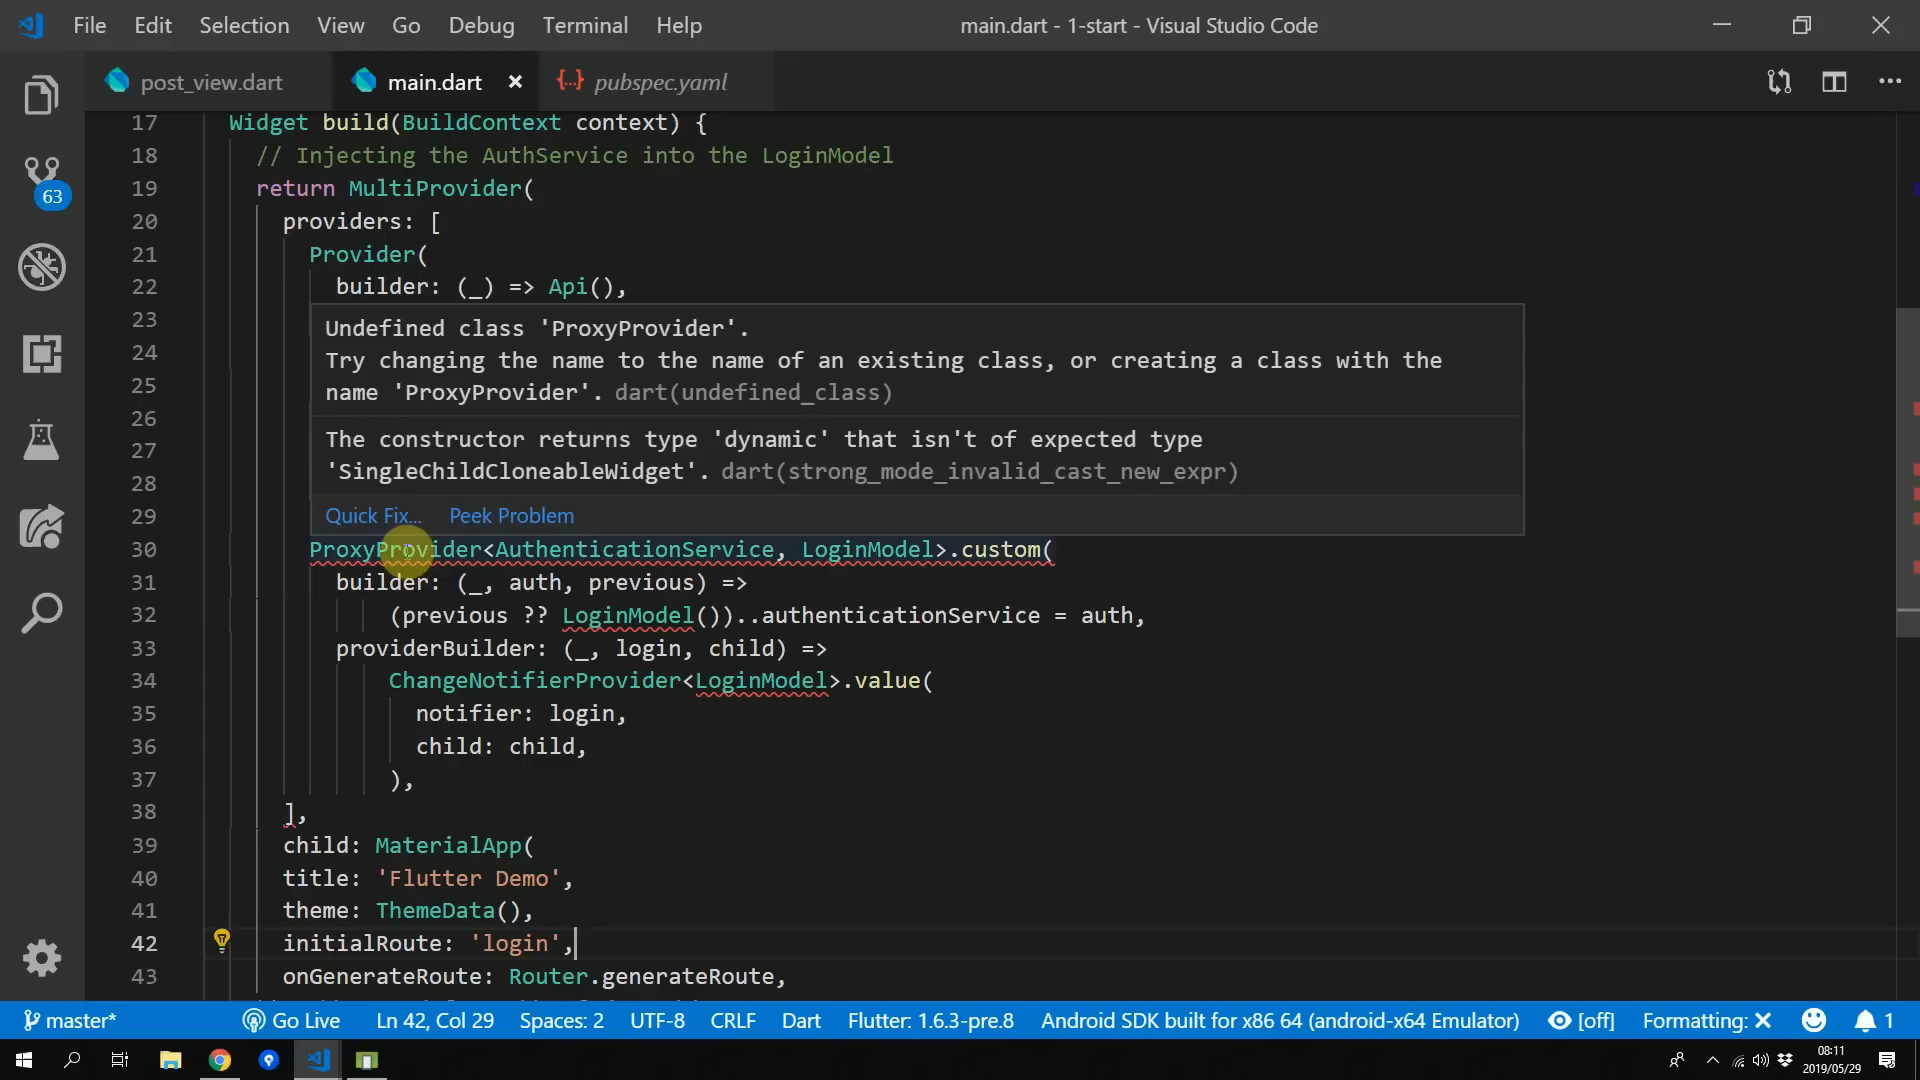 File Edit Selection View Go Debug Terminal Help main.dart - 1-start - Visual Studio Code
post_view.dart main.dart × {..} pubspec.yaml
63
17 Widget build(BuildContext context) {
18 // Injecting the AuthService into the LoginModel
19 return MultiProvider(
20 providers: [
21 Provider(
22 builder: (_) => Api(),
23
24
25
26
27
28
29
Undefined class 'ProxyProvider'.
Try changing the name to the name of an existing class, or creating a class with the
name 'ProxyProvider'. dart(undefined_class)
The constructor returns type 'dynamic' that isn't of expected type
'SingleChildCloneableWidget'. dart(strong_mode_invalid_cast_new_expr)
Quick Fix... Peek Problem
30 ProxyProvider<AuthenticationService, LoginModel>.custom(
31 builder: (_, auth, previous) =>
32 (previous ?? LoginModel())..authenticationService = auth,
33 providerBuilder: (_, login, child) =>
34 ChangeNotifierProvider<LoginModel>.value(
35 notifier: login,
36 child: child,
37 ),
38 ],
39 child: MaterialApp(
40 title: 'Flutter Demo',
41 theme: ThemeData(),
42 initialRoute: 'login',
43 onGenerateRoute: Router.generateRoute,
master* Go Live Ln 42, Col 29 Spaces: 2 UTF-8 CRLF Dart Flutter: 1.6.3-pre.8 Android SDK built for x86 64 (android-x64 Emulator) [off] Formatting: ✕ 1
08:11
2019/05/29